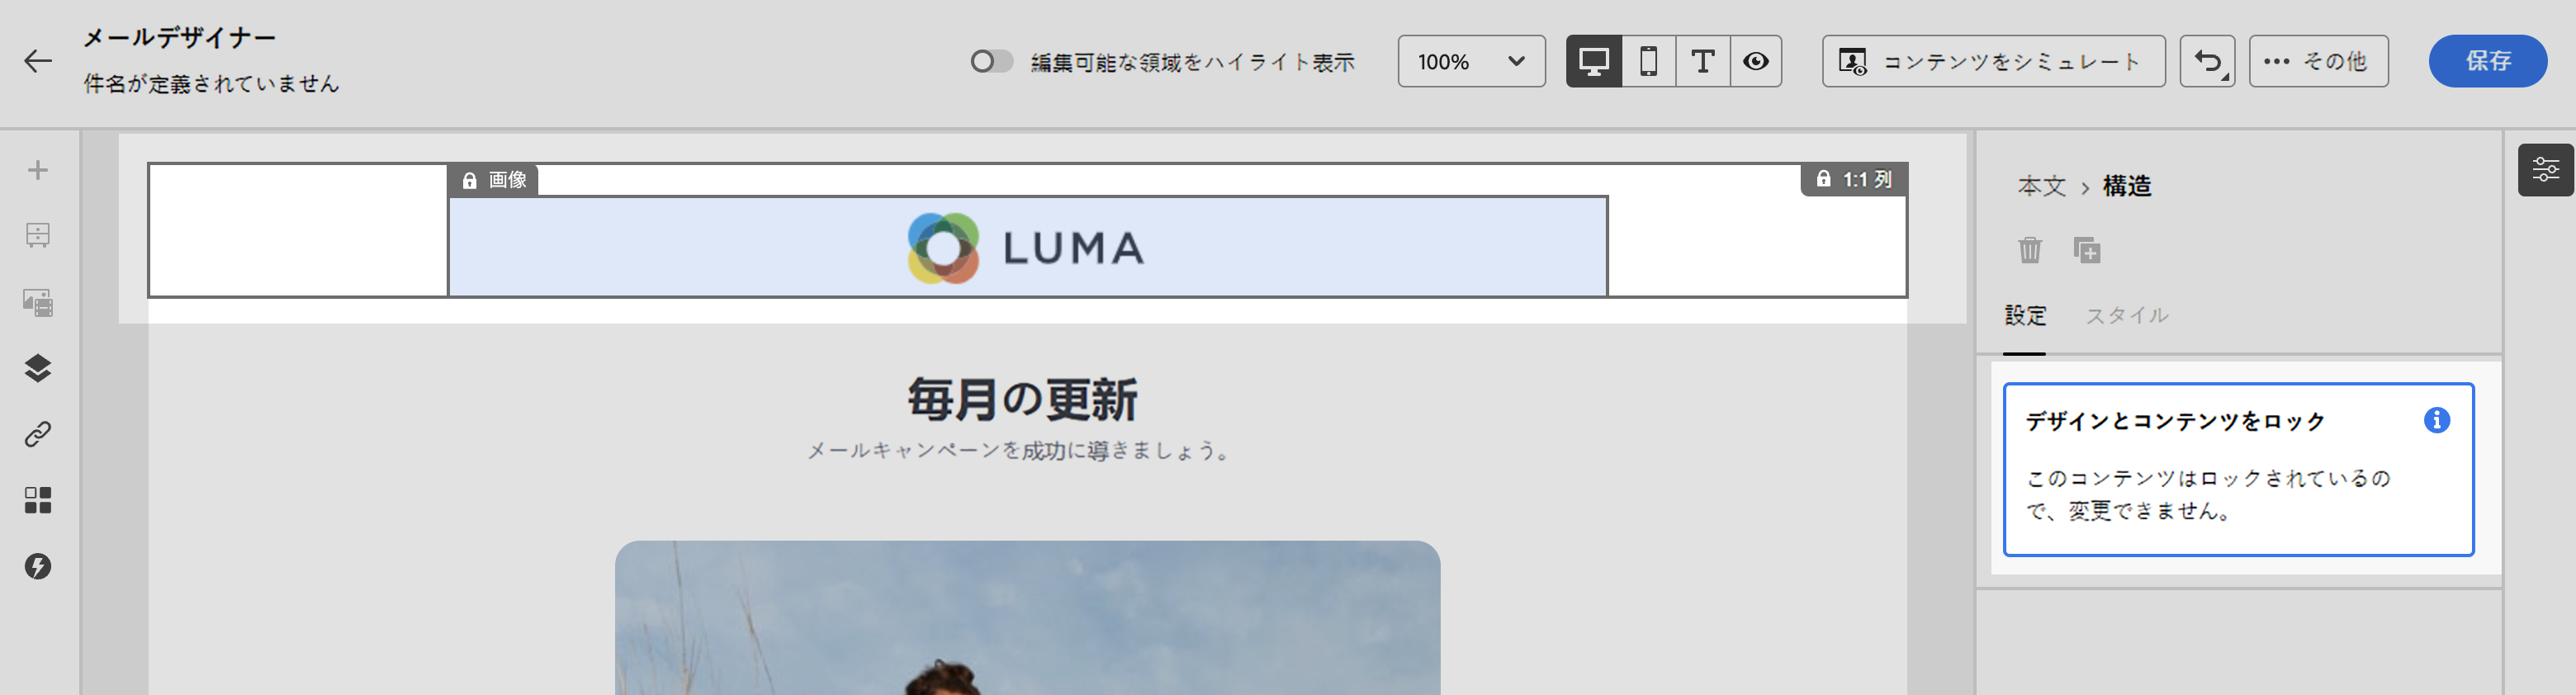 メールデザイナー
件名が定義されていません
編集可能な領域をハイライト表示
100%
コンテンツをシミュレート
その他
保存
画像
1:1 列
LUMA
毎月の更新
メールキャンペーンを成功に導きましょう。
本文 › 構造
設定
スタイル
デザインとコンテンツをロック
このコンテンツはロックされているの
で、変更できません。